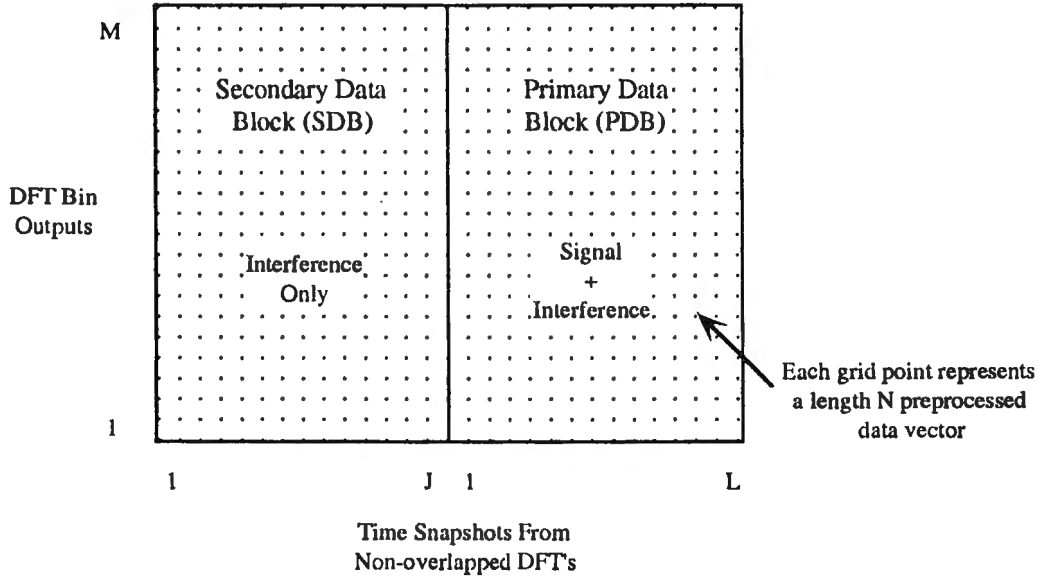 M
Secondary Data
Block (SDB)
Primary Data
Block (PDB)
DFT Bin
Outputs
Interference
Only
Signal
+
Interference
Each grid point represents
a length N preprocessed
data vector
1
1
J
1
L
Time Snapshots From
Non-overlapped DFT's